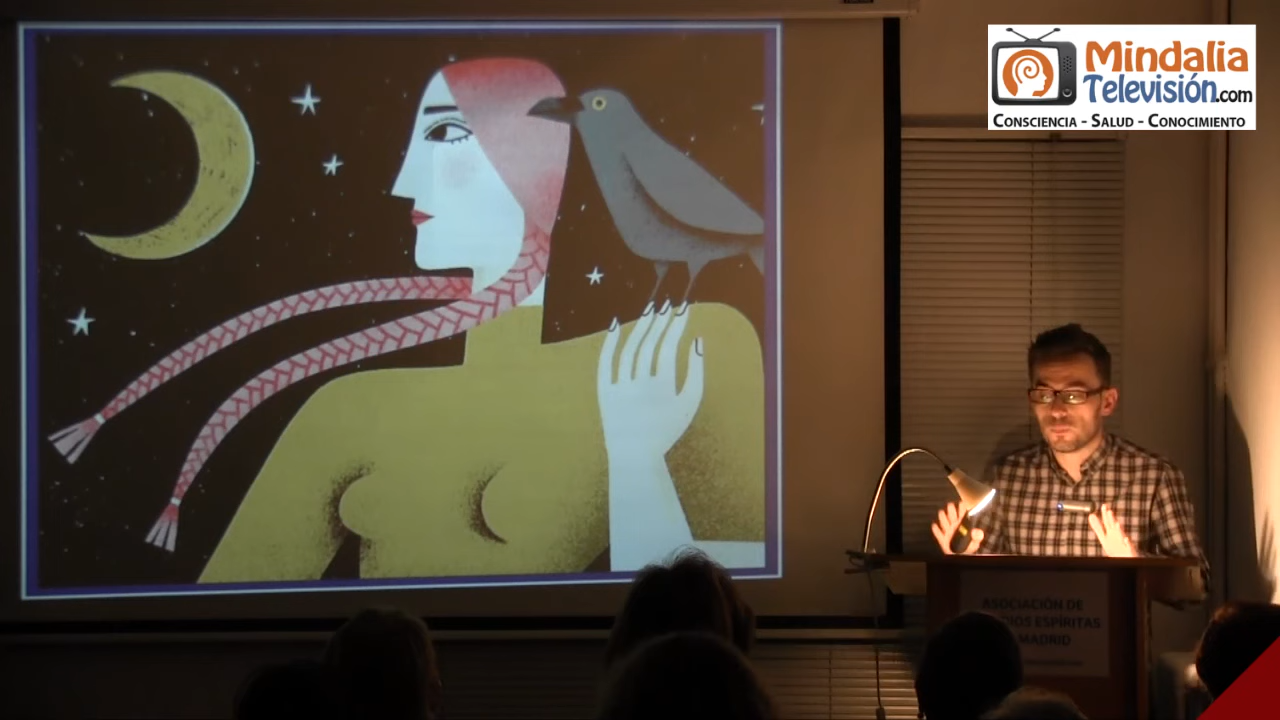 Mindalia
Televisión.com
CONSCIENCIA - SALUD - CONOCIMIENTO
ASOCIACIÓN DE
ESPÍRITAS
MADRID